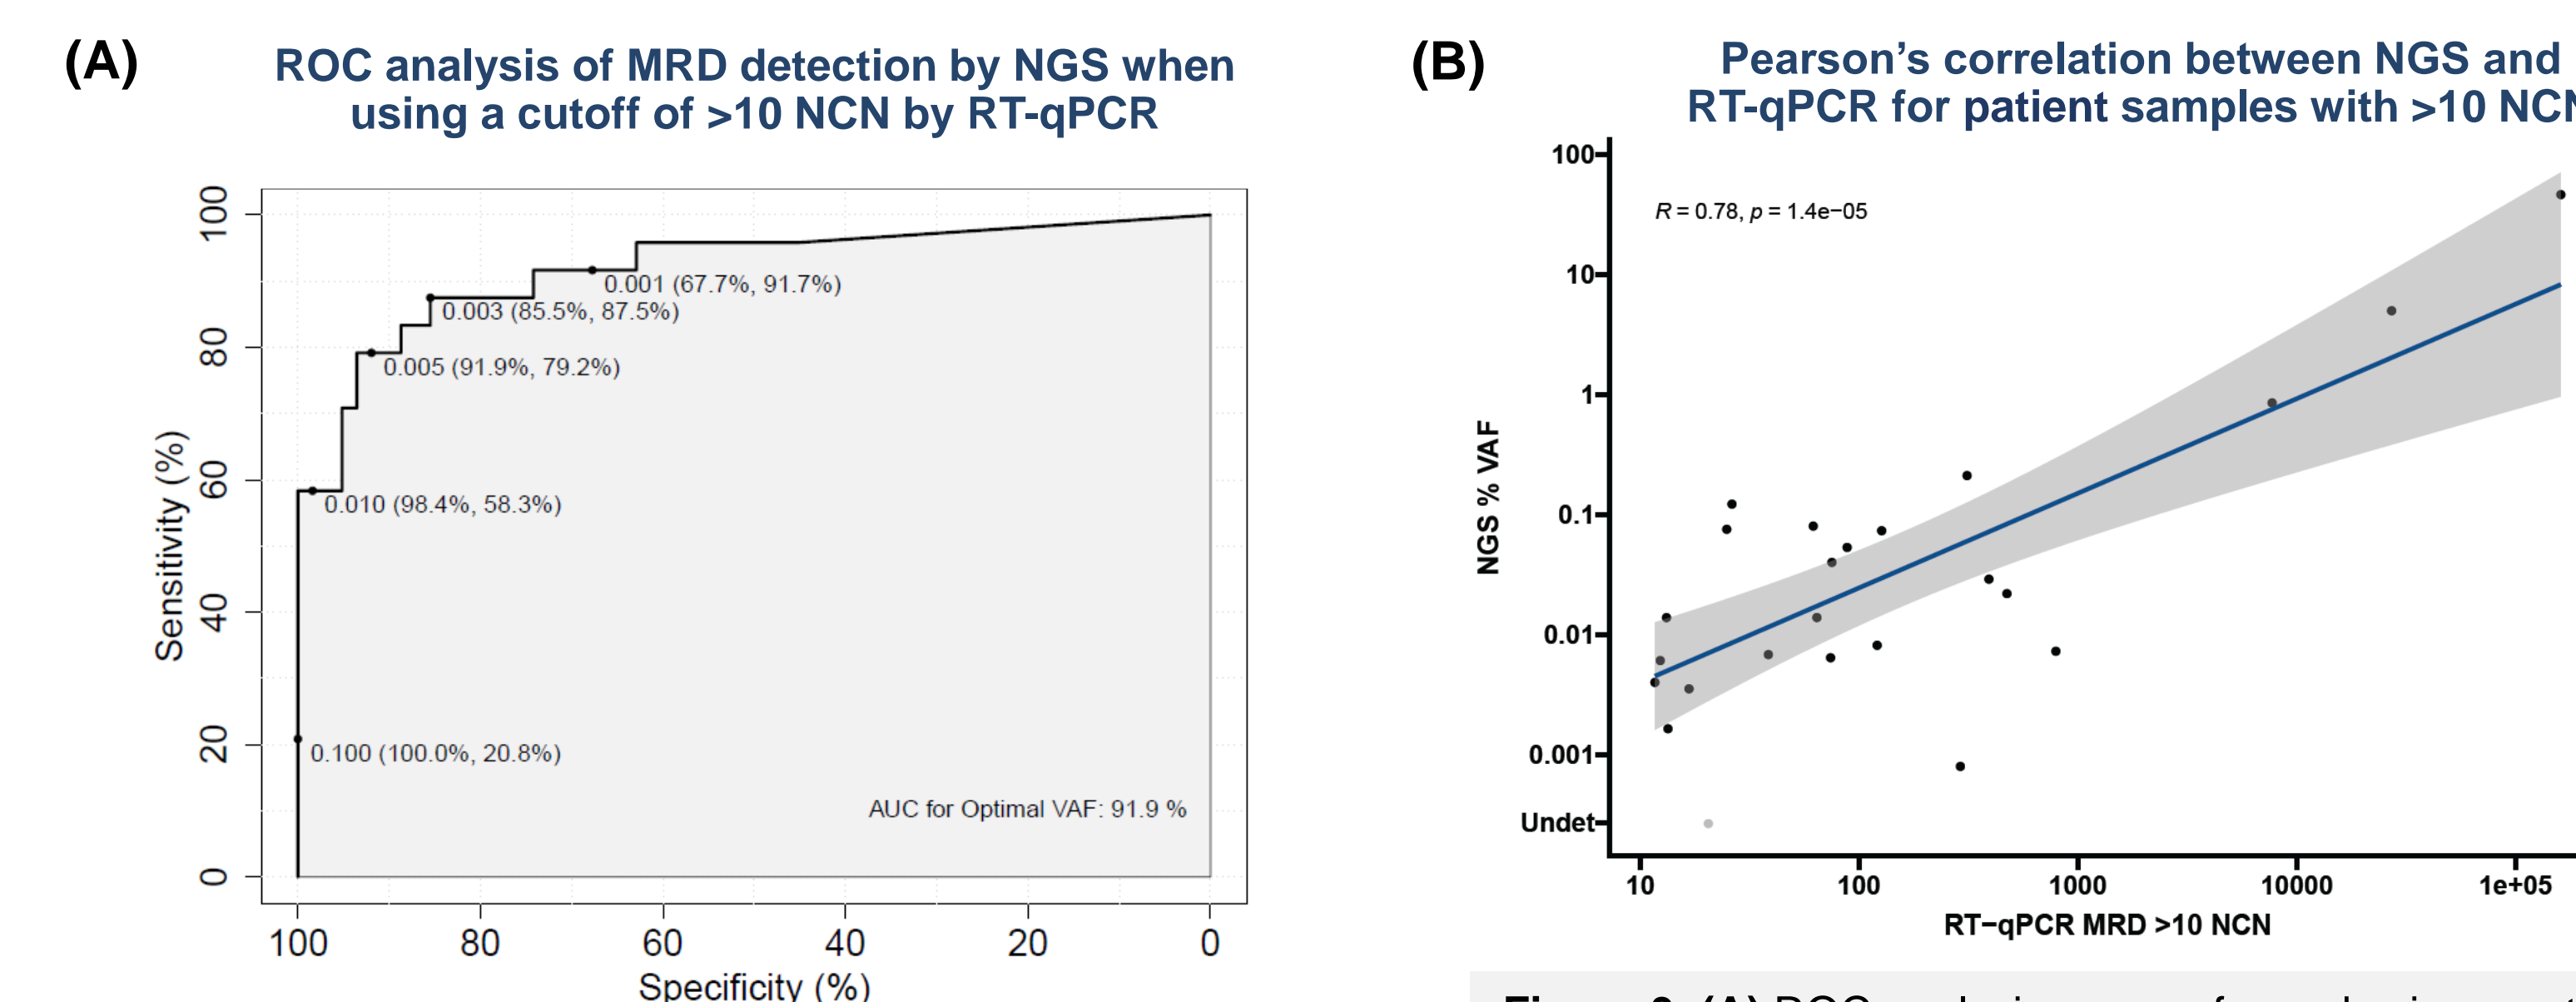 (A)
ROC analysis of MRD detection by NGS when
using a cutoff of >10 NCN by RT-qPCR
100
80
60
40
20
0
Sensitivity (%)
0.001 (67.7%, 91.7%)
0.003 (85.5%, 87.5%)
0.005 (91.9%, 79.2%)
0.010 (98.4%, 58.3%)
0.100 (100.0%, 20.8%)
AUC for Optimal VAF: 91.9 %
100 80 60 40 20 0
Specificity (%)
(B)
Pearson’s correlation between NGS and
RT-qPCR for patient samples with >10 NCN
100
10
1
0.1
0.01
0.001
Undet
NGS % VAF
R = 0.78, p = 1.4e−05
10 100 1000 10000 1e+05
RT−qPCR MRD >10 NCN